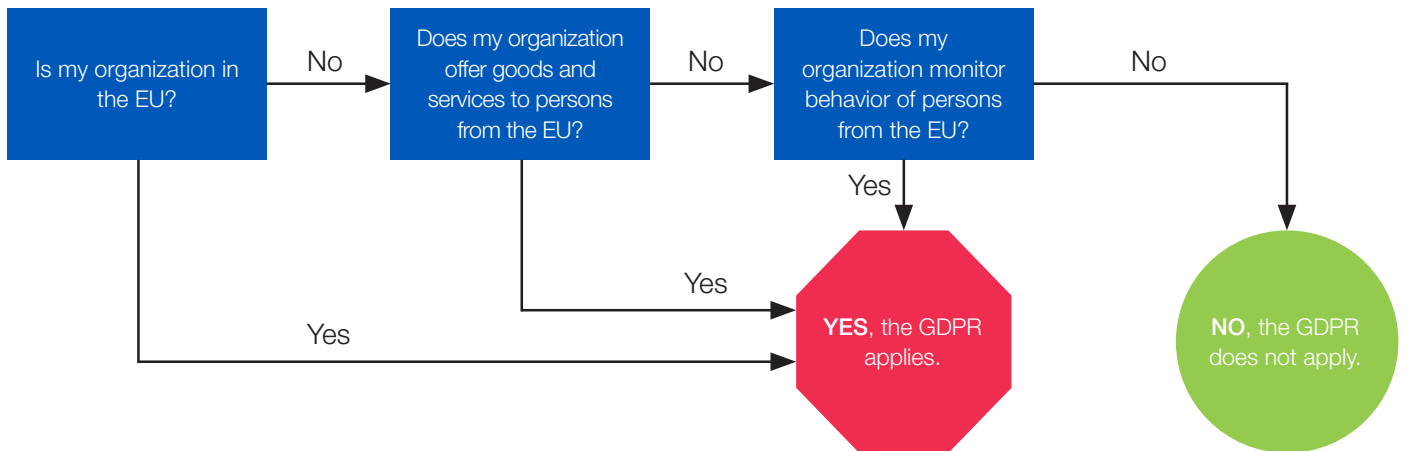 Is my organization in
the EU?
No
Does my organization
offer goods and
services to persons
from the EU?
No
Does my
organization monitor
behavior of persons
from the EU?
No
Yes
Yes
Yes
YES, the GDPR
applies.
NO, the GDPR
does not apply.